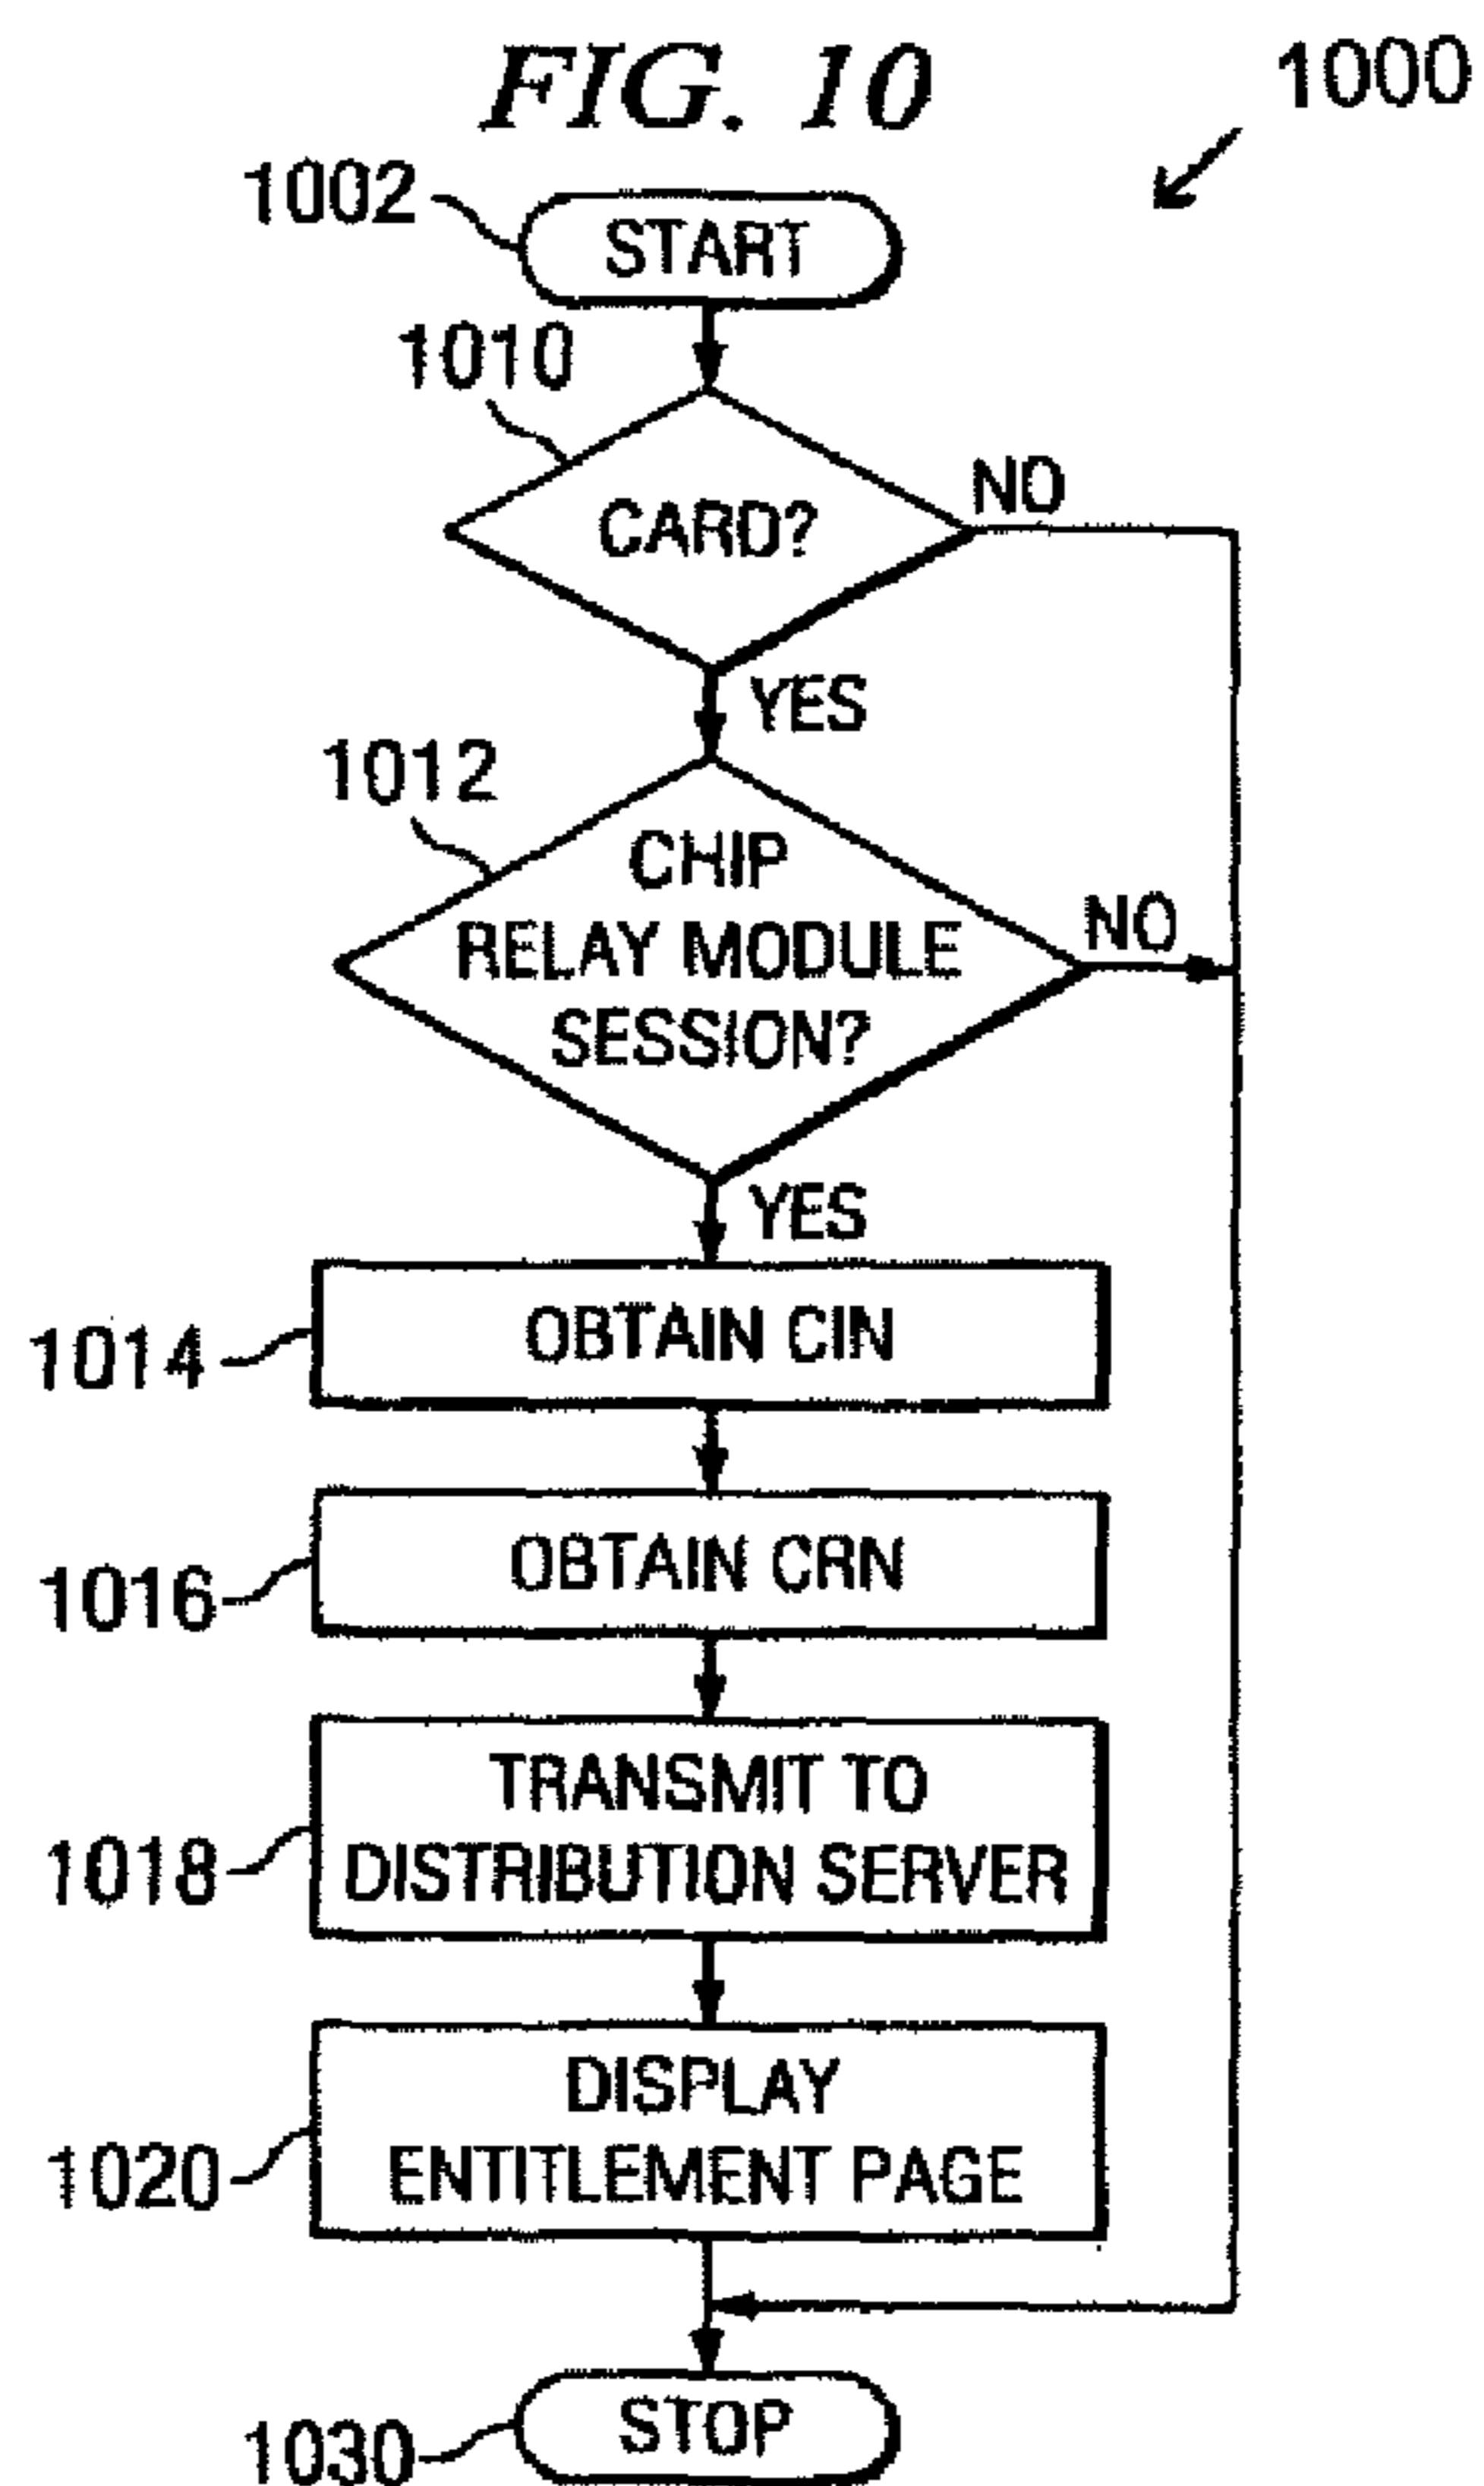 FIG. 10
1000
1002
START
1010
CARD?
NO
YES
1012
CHIP
RELAY MODULE
SESSION?
NO
YES
1014
OBTAIN CIN
1016
OBTAIN CRN
1018
TRANSMIT TO
DISTRIBUTION SERVER
1020
DISPLAY
ENTITLEMENT PAGE
1030
STOP